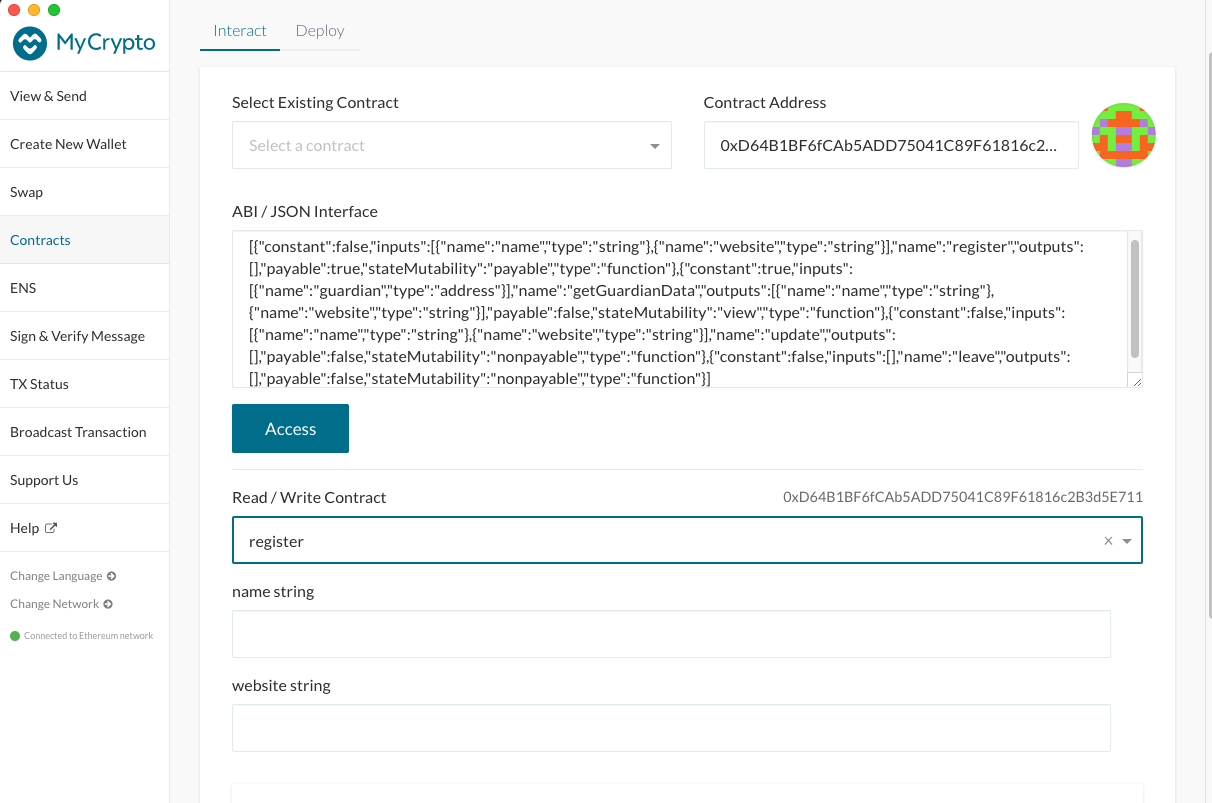 MyCrypto
View & Send
Create New Wallet
Swap
Contracts
ENS
Sign & Verify Message
TX Status
Broadcast Transaction
Support Us
Help
Change Language
Change Network
Connected to Ethereum network
Interact
Deploy
Select Existing Contract
Select a contract
Contract Address
0xD64B1BF6fCAb5ADD75041C89F61816c2...
ABI / JSON Interface
[{"constant":false,"inputs":[{"name":"name","type":"string"},{"name":"website","type":"string"}],"name":"register","outputs":
[],"payable":true,"stateMutability":"payable","type":"function"},{"constant":true,"inputs":
[{"name":"guardian","type":"address"}],"name":"getGuardianData","outputs":[{"name":"name","type":"string"},
{"name":"website","type":"string"}],"payable":false,"stateMutability":"view","type":"function"},{"constant":false,"inputs":
[{"name":"name","type":"string"},{"name":"website","type":"string"}],"name":"update","outputs":
[],"payable":false,"stateMutability":"nonpayable","type":"function"},{"constant":false,"inputs":[],"name":"leave","outputs":
[],"payable":false,"stateMutability":"nonpayable","type":"function"}]
Access
Read / Write Contract
0xD64B1BF6fCAb5ADD75041C89F61816c2B3d5E711
register
name string
website string